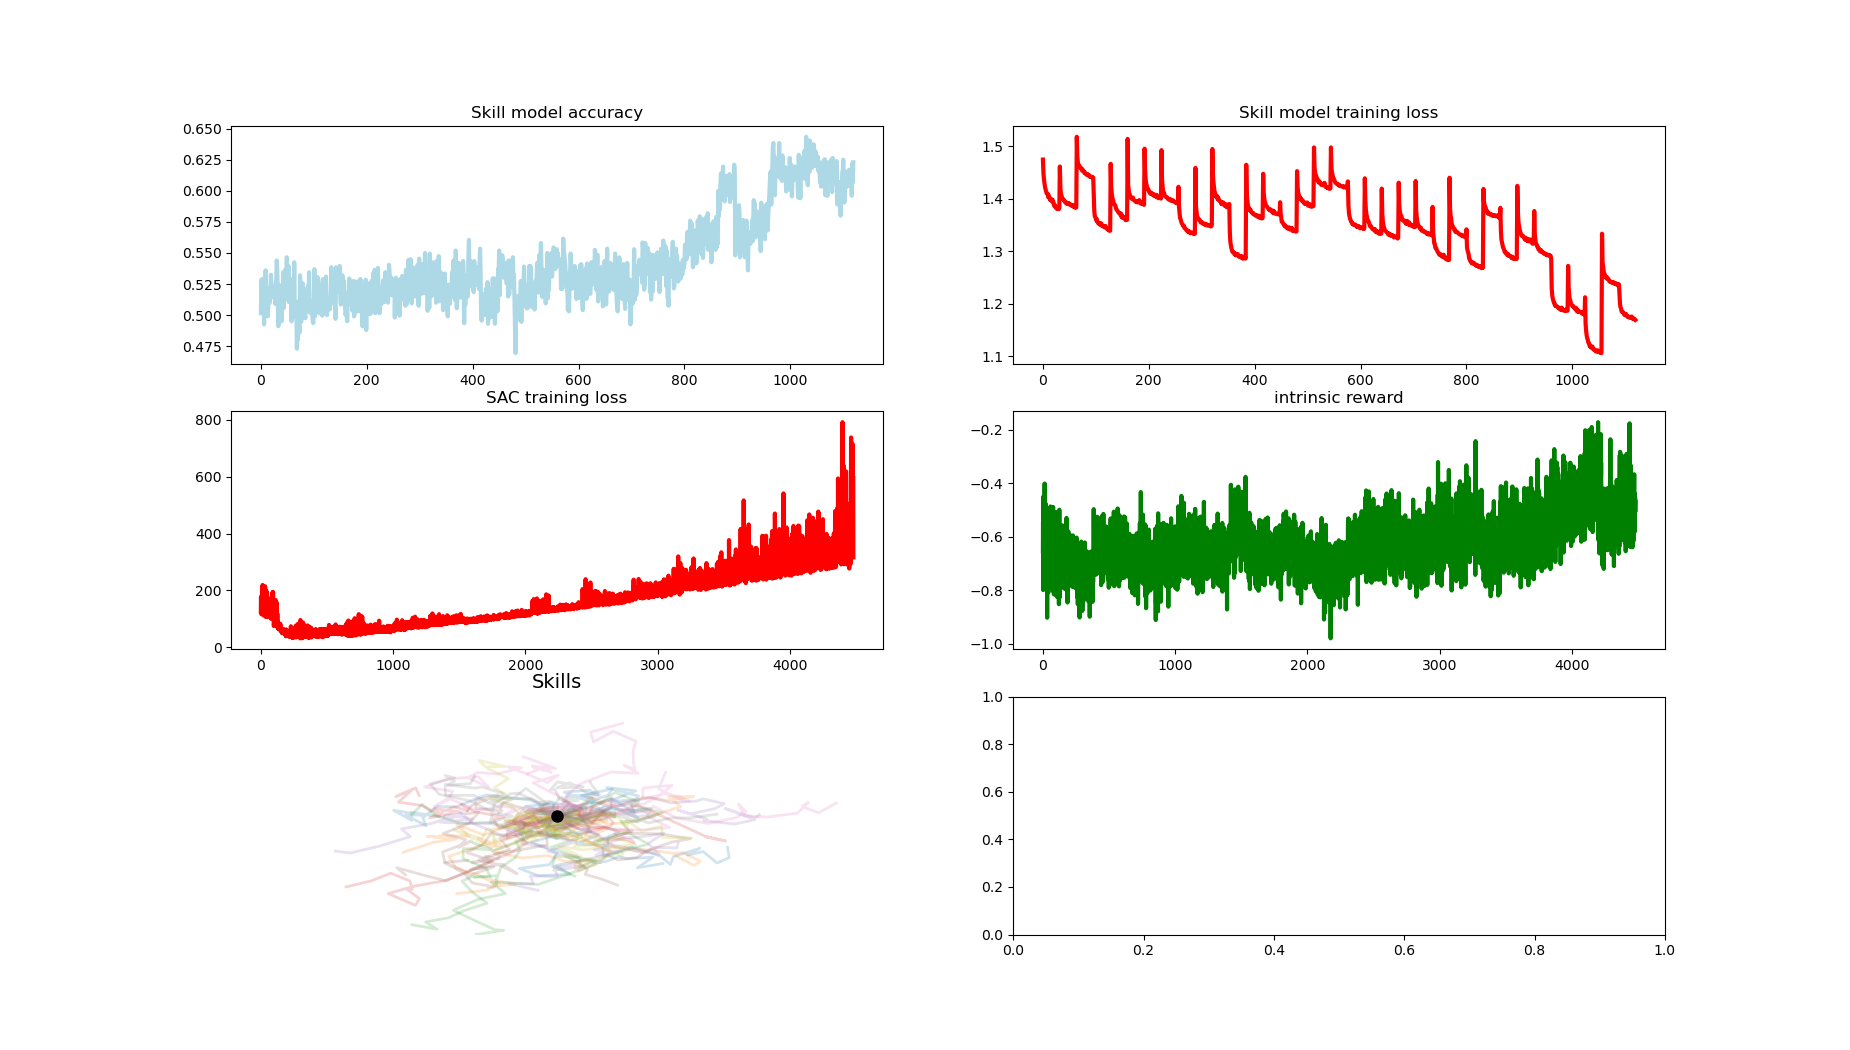 Skill model accuracy
0.650
0.625
0.600
0.575
0.550
0.525
0.500
0.475
0 200 400 600 800 1000
Skill model training loss
1.5
1.4
1.3
1.2
1.1
0 200 400 600 800 1000
SAC training loss
800
600
400
200
0
0 1000 2000 3000 4000
intrinsic reward
−0.2
−0.4
−0.6
−0.8
−1.0
0 1000 2000 3000 4000
Skills
1.0
0.8
0.6
0.4
0.2
0.0
0.0 0.2 0.4 0.6 0.8 1.0